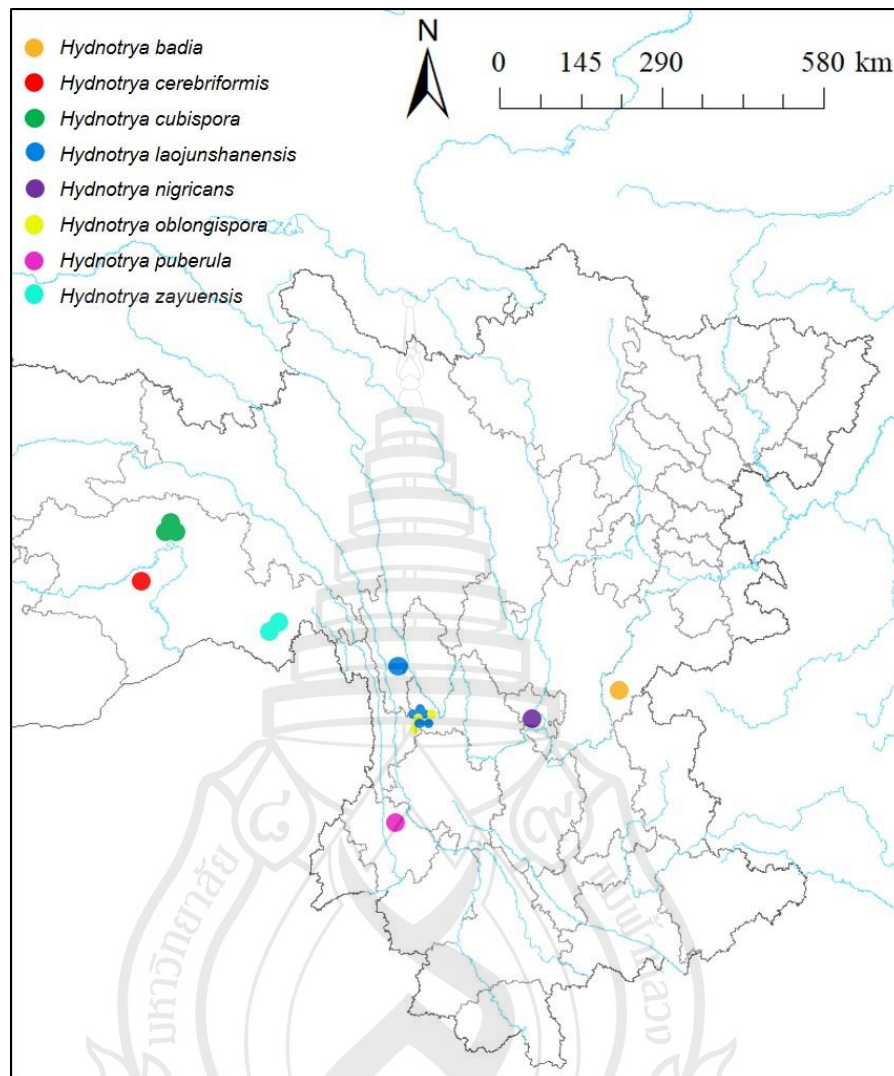 N
0 145 290 580 km
Hydnotrya badia
Hydnotrya cerebriformis
Hydnotrya cubispora
Hydnotrya laojunshanensis
Hydnotrya nigricans
Hydnotrya oblongispora
Hydnotrya puberula
Hydnotrya zayuensis